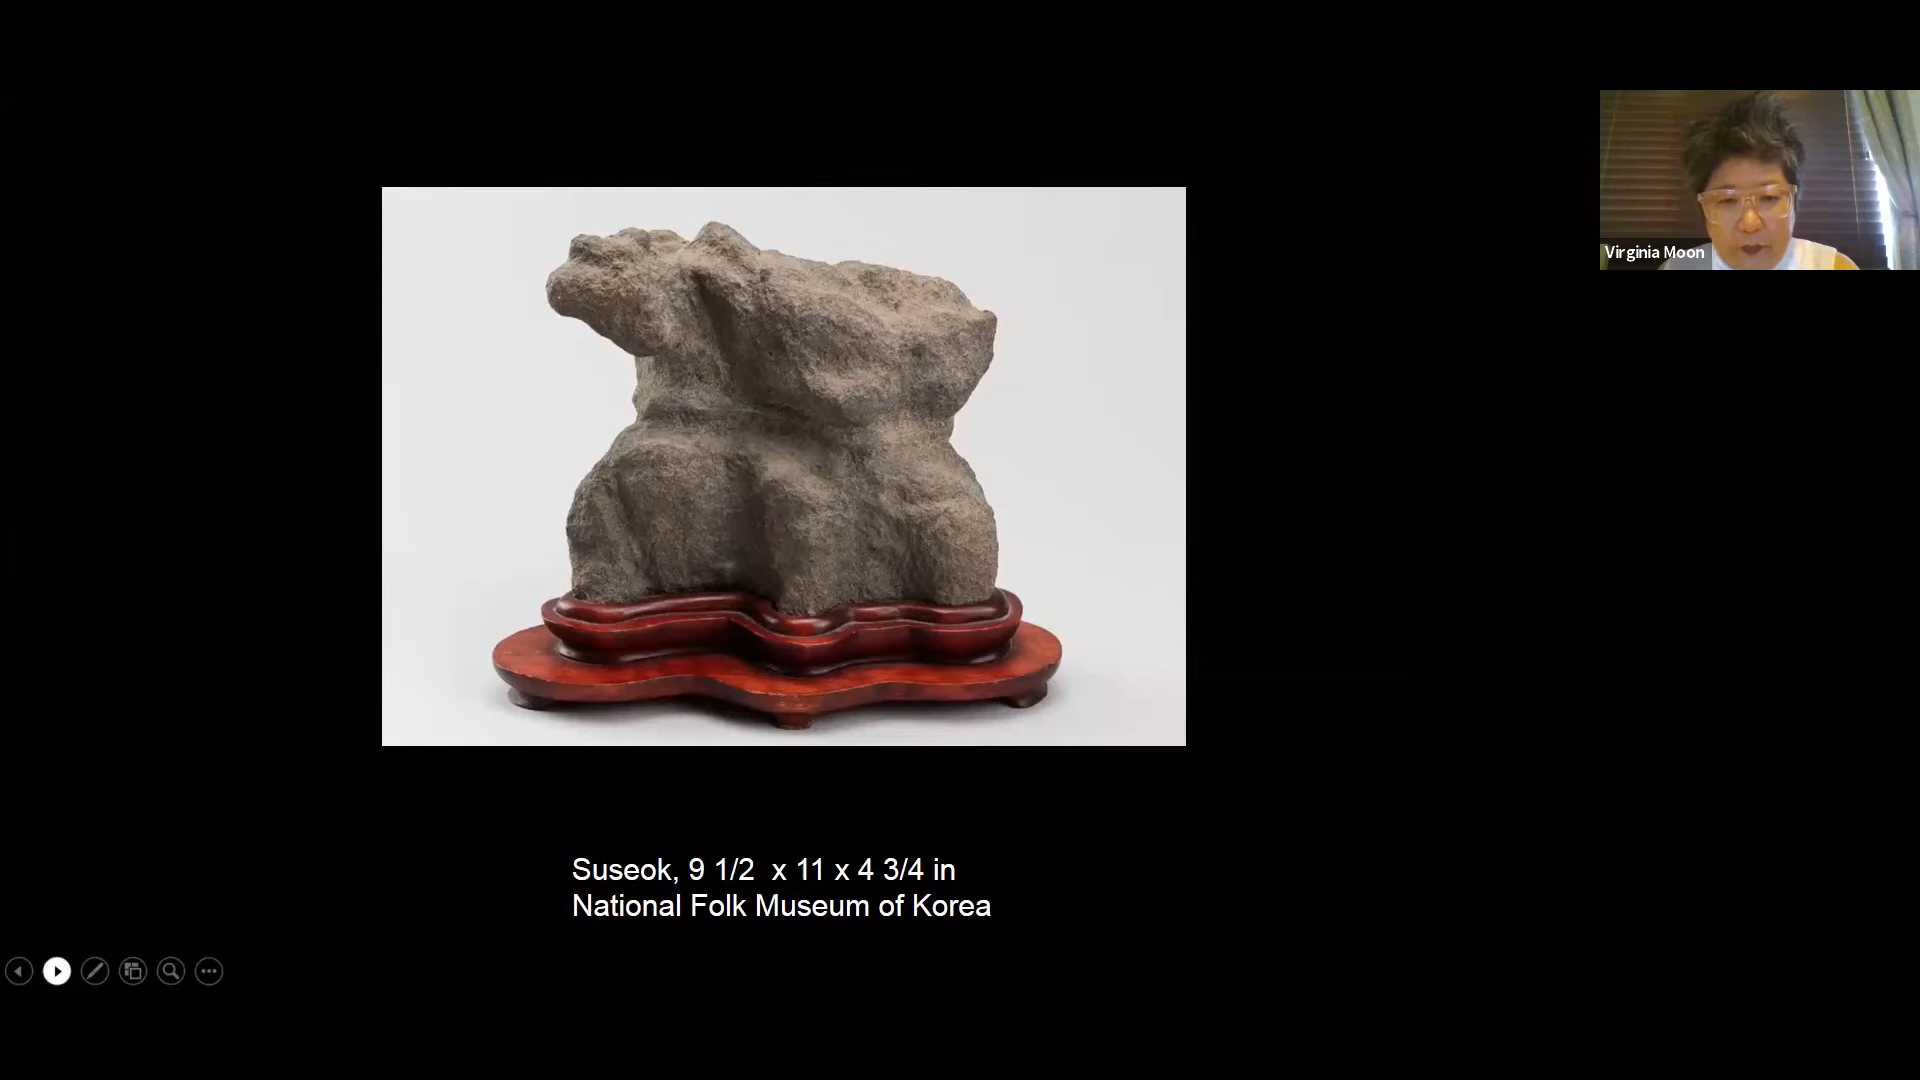 Virginia Moon
Suseok, 9 1/2 x 11 x 4 3/4 in
National Folk Museum of Korea